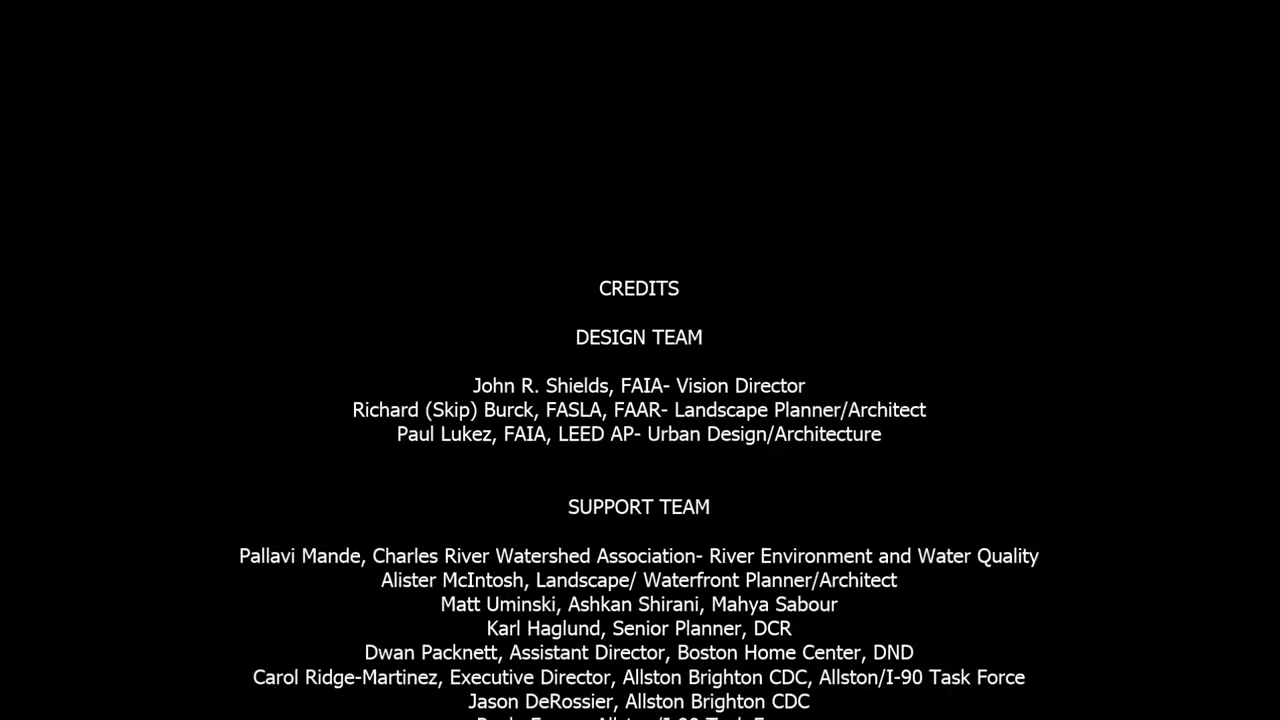 CREDITS
DESIGN TEAM
John R. Shields, FAIA- Vision Director
Richard (Skip) Burck, FASLA, FAAR- Landscape Planner/Architect
Paul Lukez, FAIA, LEED AP- Urban Design/Architecture
SUPPORT TEAM
Pallavi Mande, Charles River Watershed Association- River Environment and Water Quality
Alister McIntosh, Landscape/ Waterfront Planner/Architect
Matt Uminski, Ashkan Shirani, Mahya Sabour
Karl Haglund, Senior Planner, DCR
Dwan Packnett, Assistant Director, Boston Home Center, DND
Carol Ridge-Martinez, Executive Director, Allston Brighton CDC, Allston/I-90 Task Force
Jason DeRossier, Allston Brighton CDC
Allston/I-90 Task